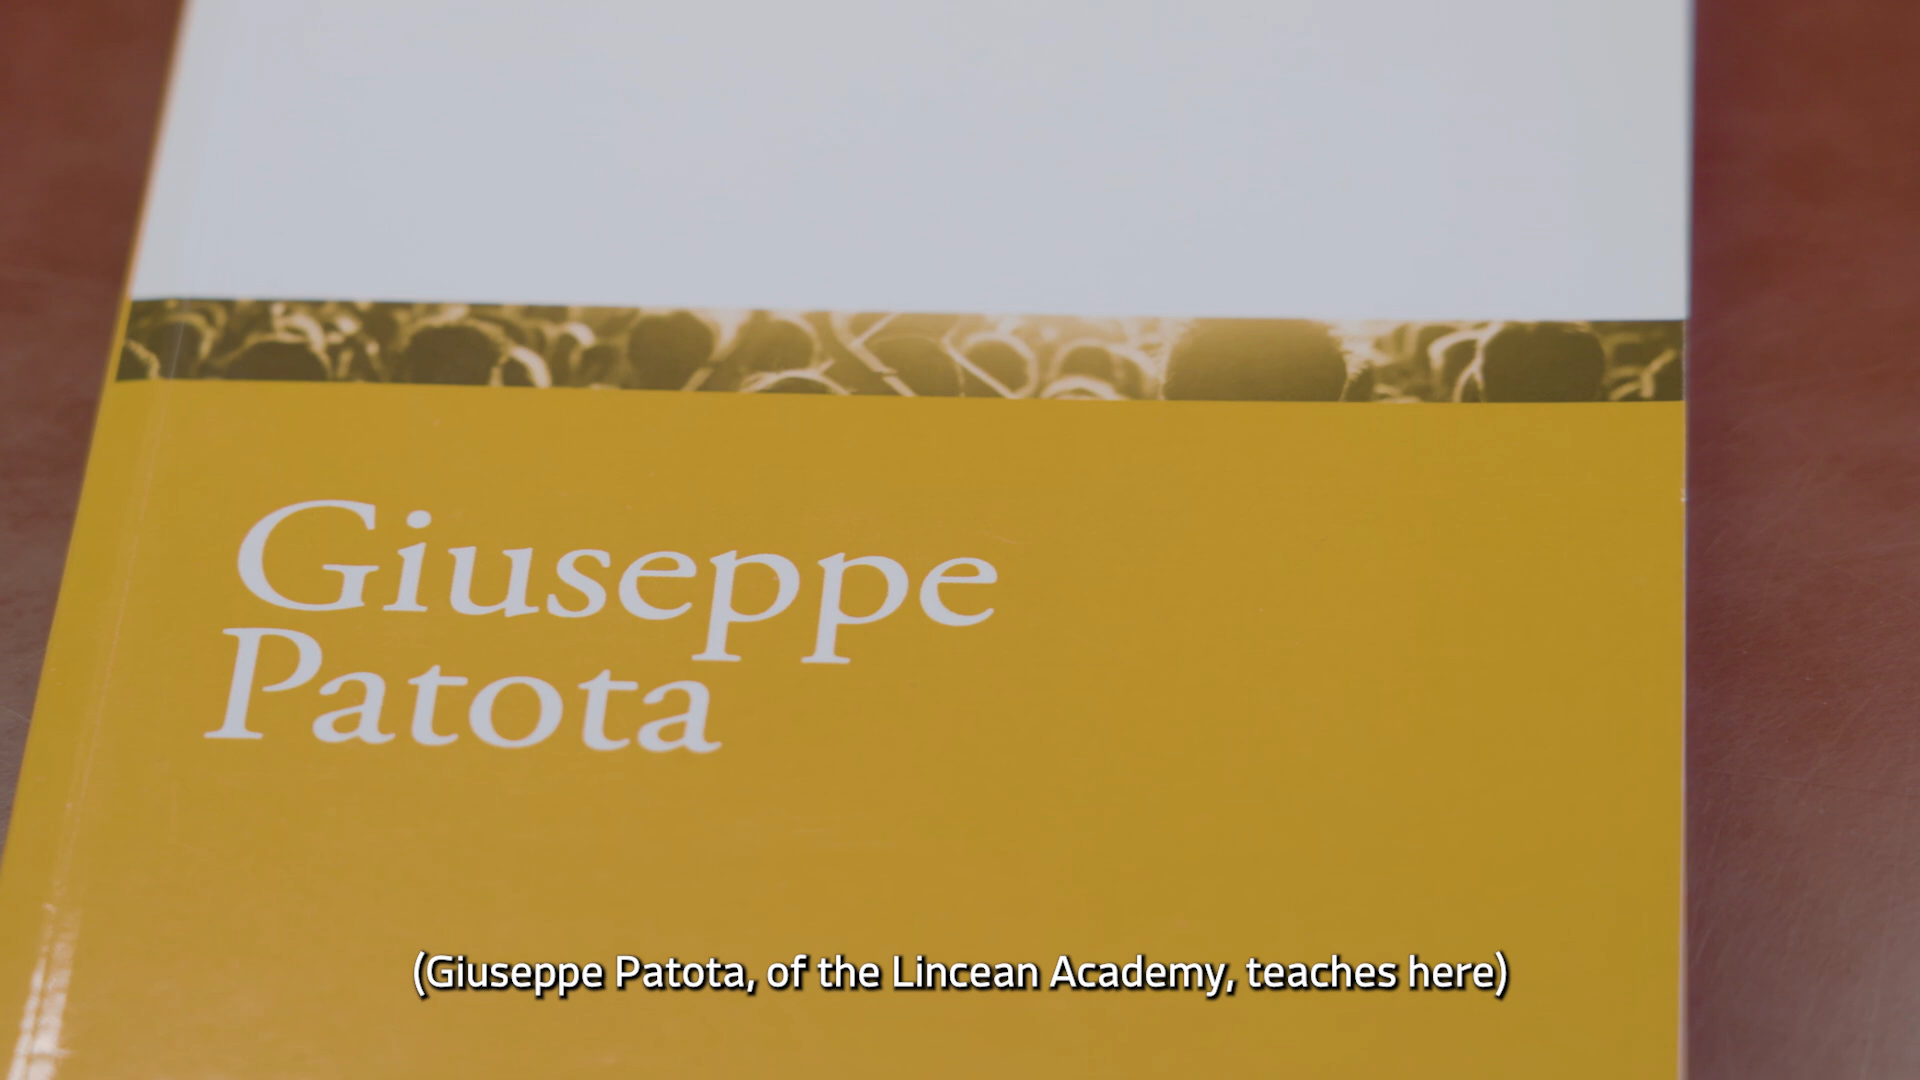 Giuseppe
Patota
(Giuseppe Patota, of the Lincean Academy, teaches here)